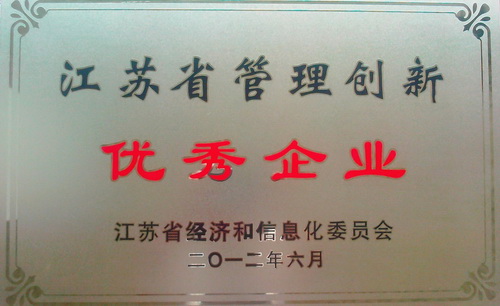 江苏省管理创新
优秀企业
江苏省经济和信息化委员会
二〇一二年六月